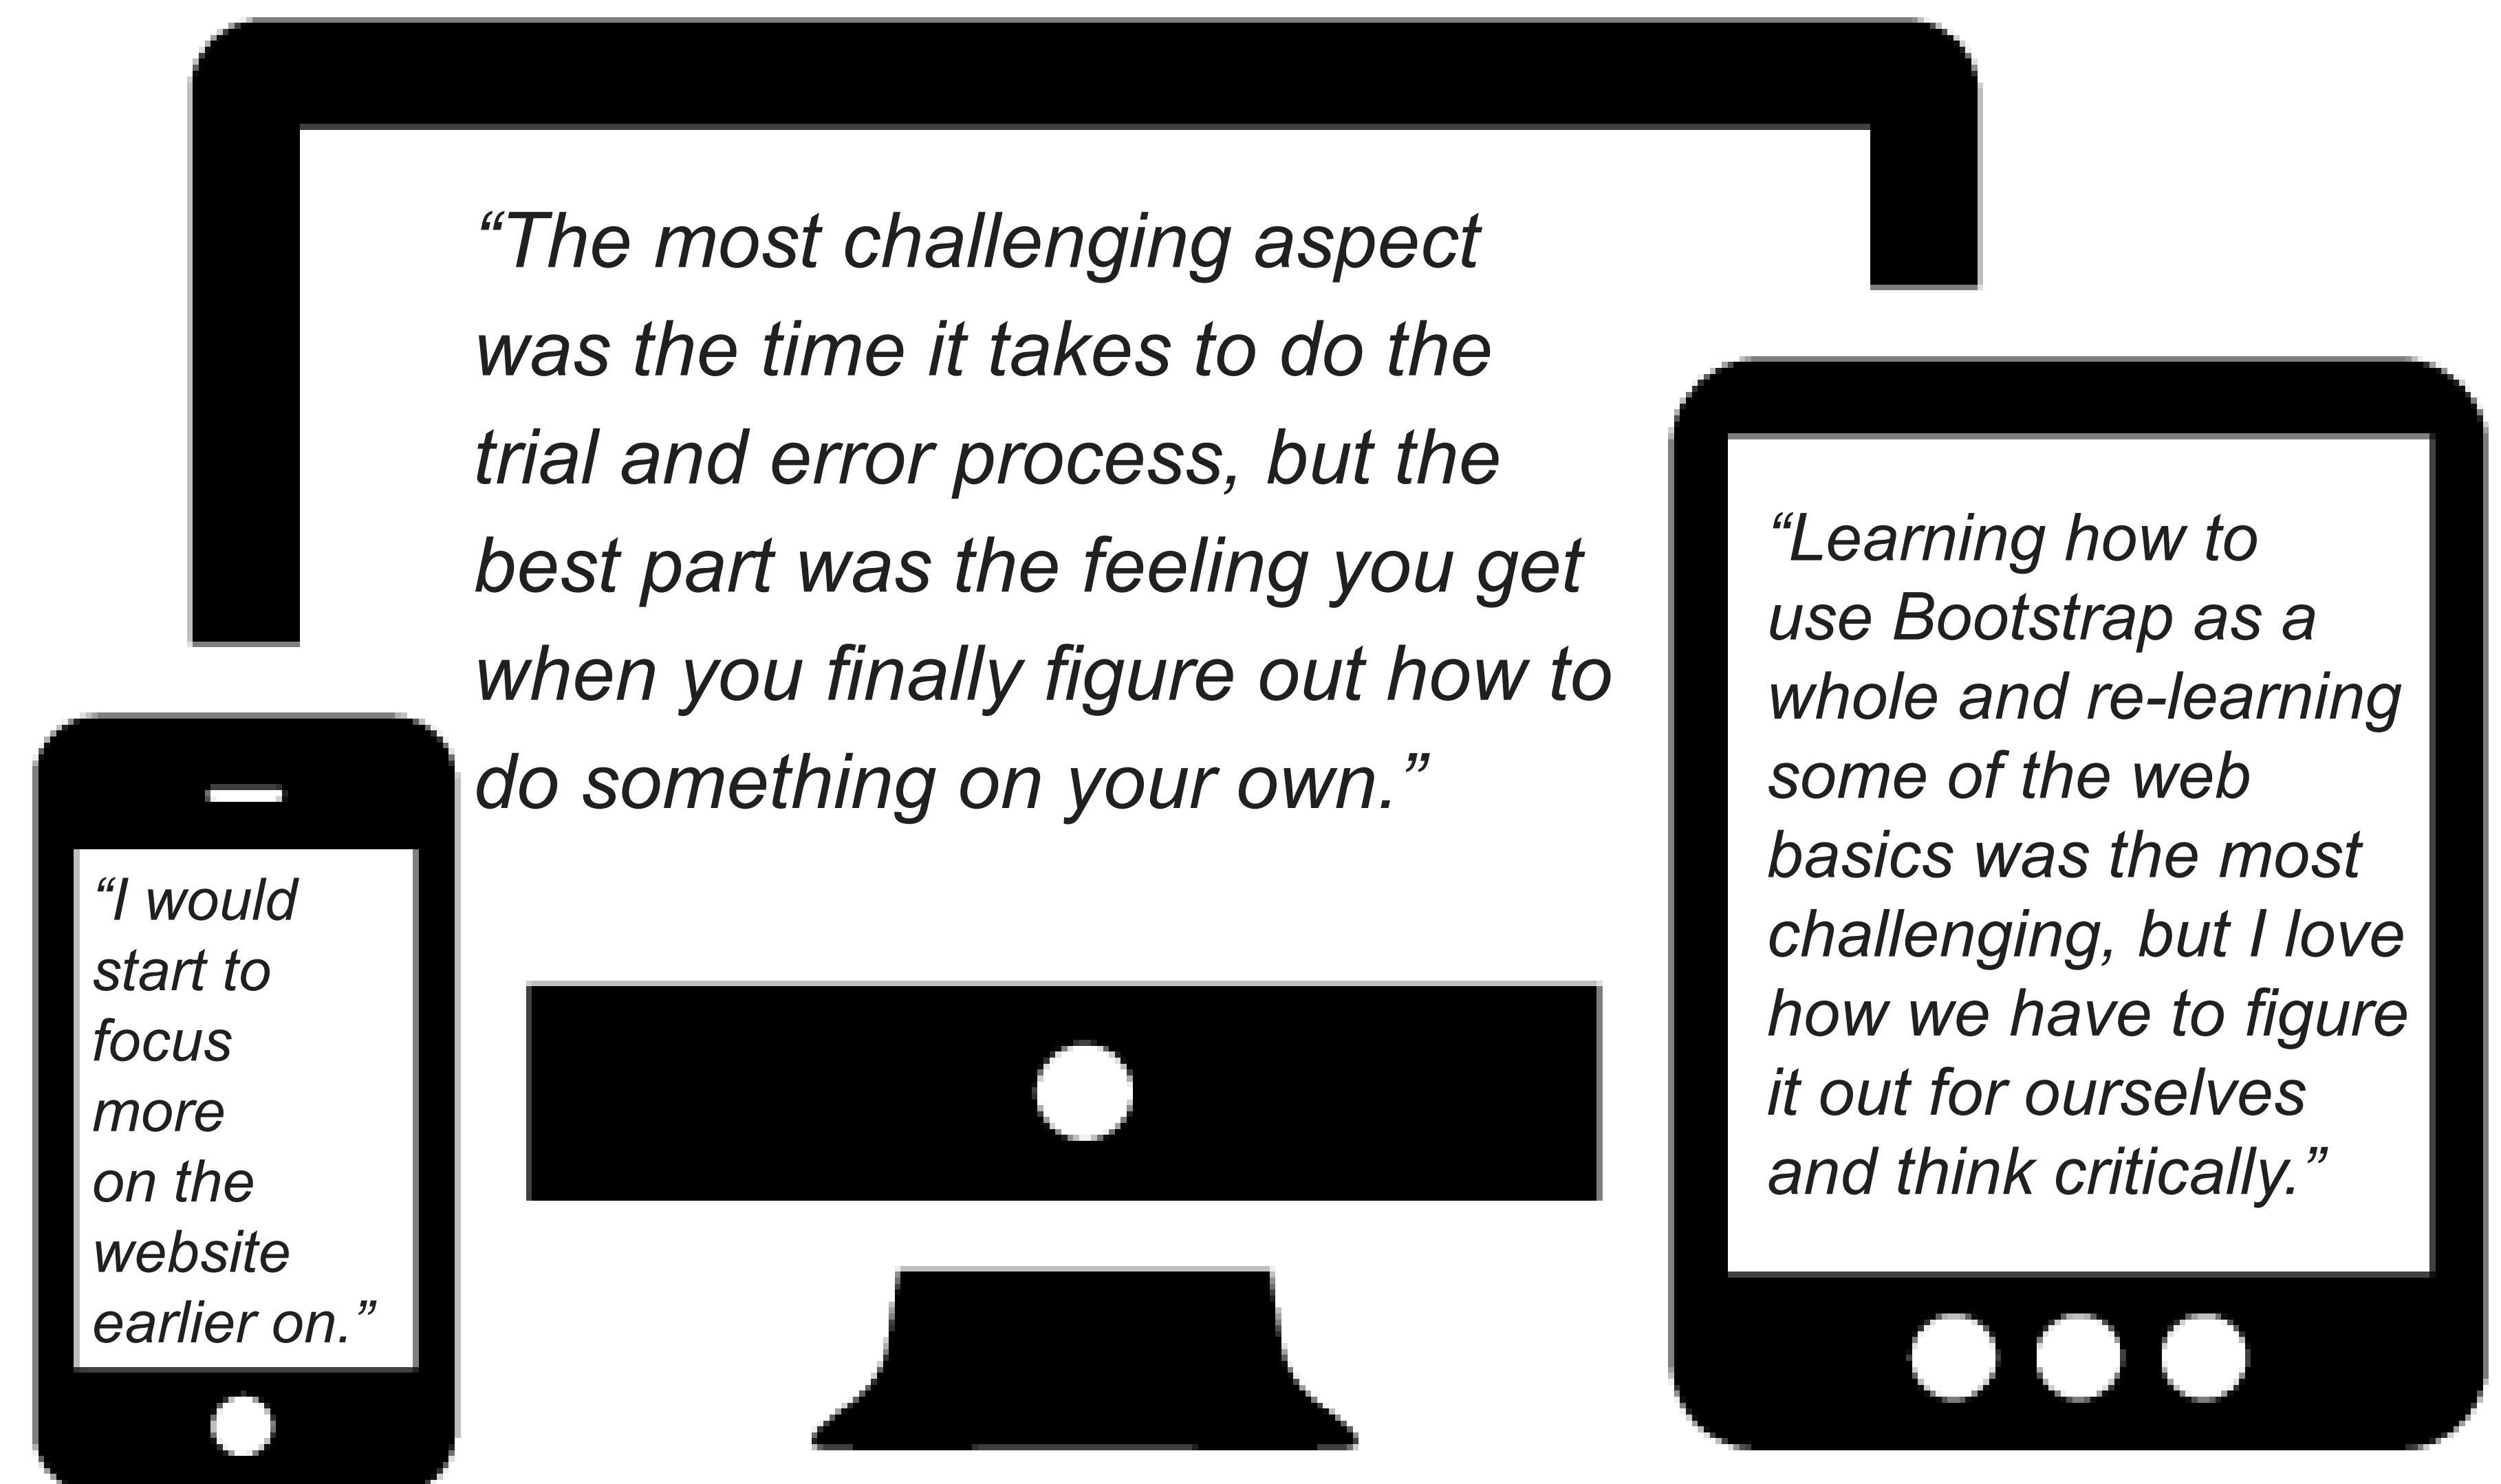 “The most challenging aspect
was the time it takes to do the
trial and error process, but the
best part was the feeling you get
when you finally figure out how to
do something on your own.”
“I would
start to
focus
more
on the
website
earlier on.”
“Learning how to
use Bootstrap as a
whole and re-learning
some of the web
basics was the most
challenging, but I love
how we have to figure
it out for ourselves
and think critically.”